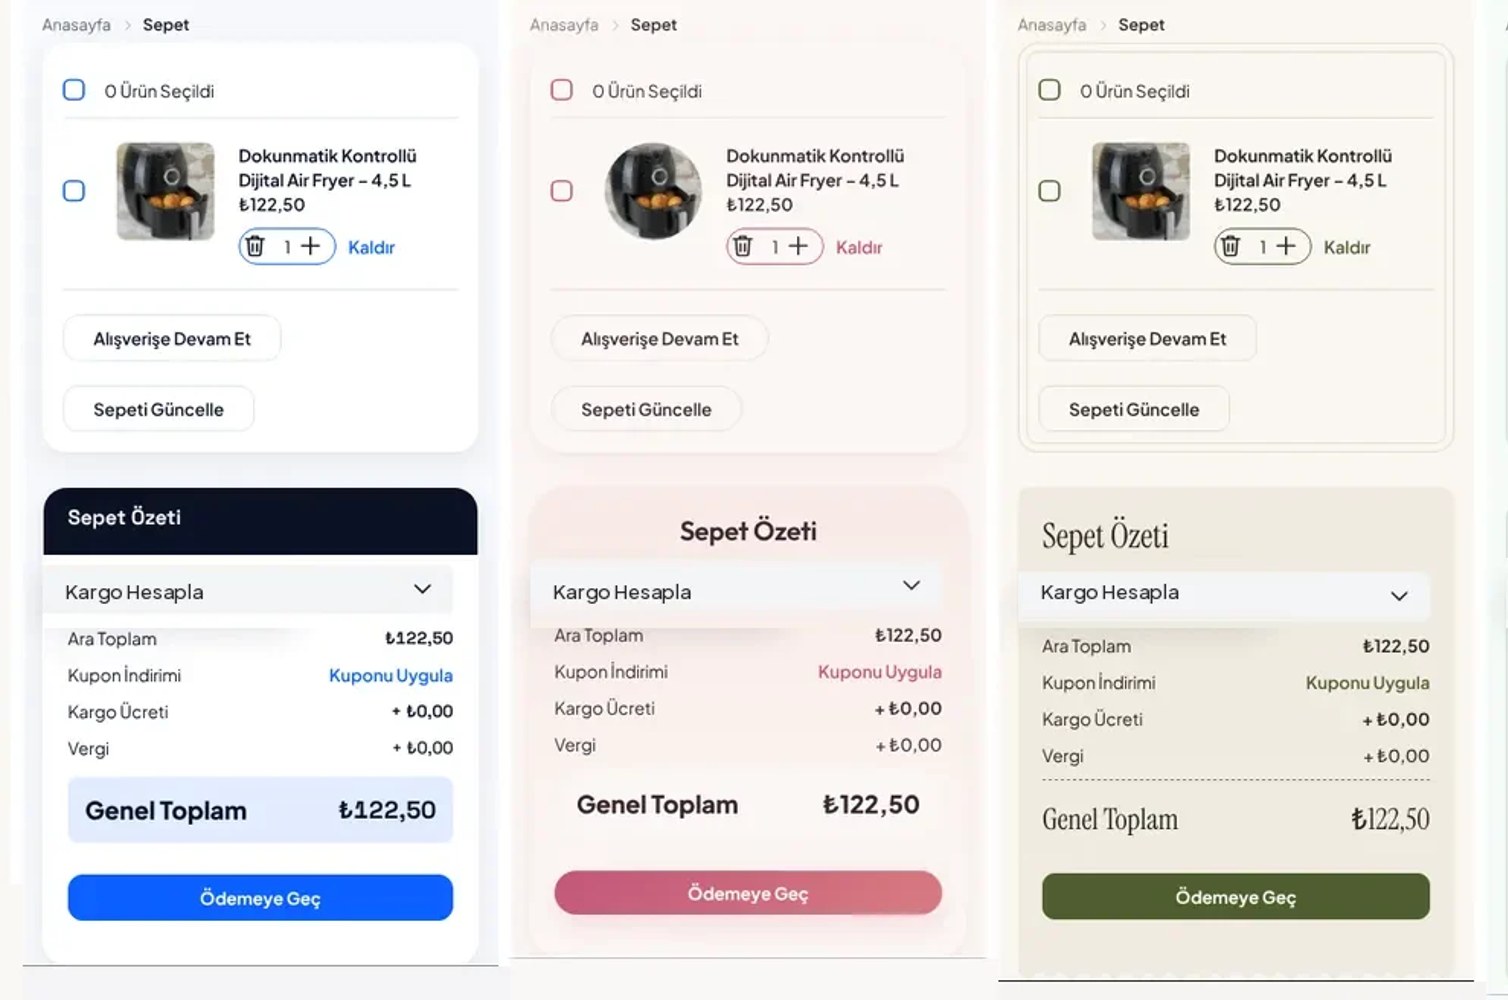 Anasayfa > Sepet
0 Ürün Seçildi
Dokunmatik Kontrollü
Dijital Air Fryer – 4,5 L
₺122,50
1 + Kaldır
Alışverişe Devam Et
Sepeti Güncelle
Sepet Özeti
Kargo Hesapla
Ara Toplam ₺122,50
Kupon İndirimi Kuponu Uygula
Kargo Ücreti + ₺0,00
Vergi + ₺0,00
Genel Toplam ₺122,50
Ödemeye Geç
Anasayfa > Sepet
0 Ürün Seçildi
Dokunmatik Kontrollü
Dijital Air Fryer – 4,5 L
₺122,50
1 + Kaldır
Alışverişe Devam Et
Sepeti Güncelle
Sepet Özeti
Kargo Hesapla
Ara Toplam ₺122,50
Kupon İndirimi Kuponu Uygula
Kargo Ücreti + ₺0,00
Vergi + ₺0,00
Genel Toplam ₺122,50
Ödemeye Geç
Anasayfa > Sepet
0 Ürün Seçildi
Dokunmatik Kontrollü
Dijital Air Fryer – 4,5 L
₺122,50
1 + Kaldır
Alışverişe Devam Et
Sepeti Güncelle
Sepet Özeti
Kargo Hesapla
Ara Toplam ₺122,50
Kupon İndirimi Kuponu Uygula
Kargo Ücreti + ₺0,00
Vergi + ₺0,00
Genel Toplam ₺122,50
Ödemeye Geç